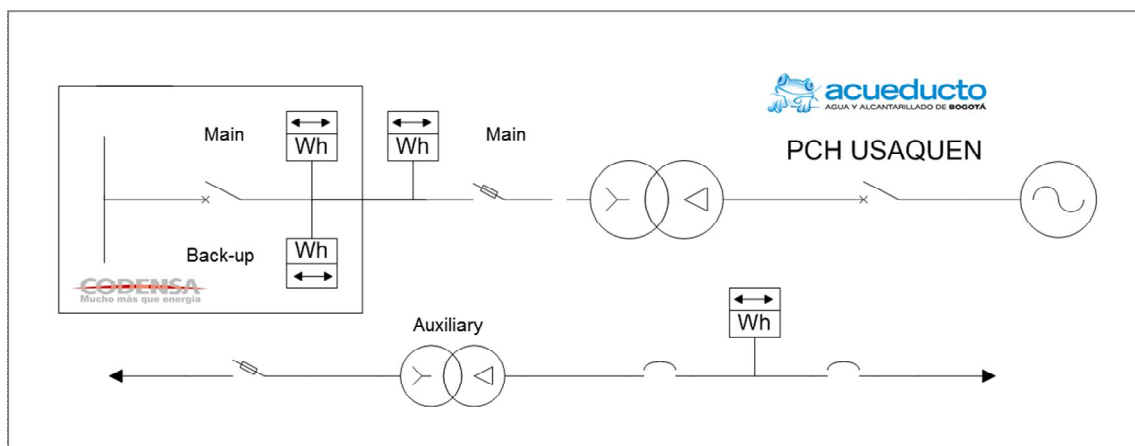 acueducto
AGUA Y ALCANTARILLADO DE BOGOTÁ
PCH USAQUEN
Main
Wh
Wh
Main
Back-up
Wh
CODENSA
Mucho más que energía
Auxiliary
Wh